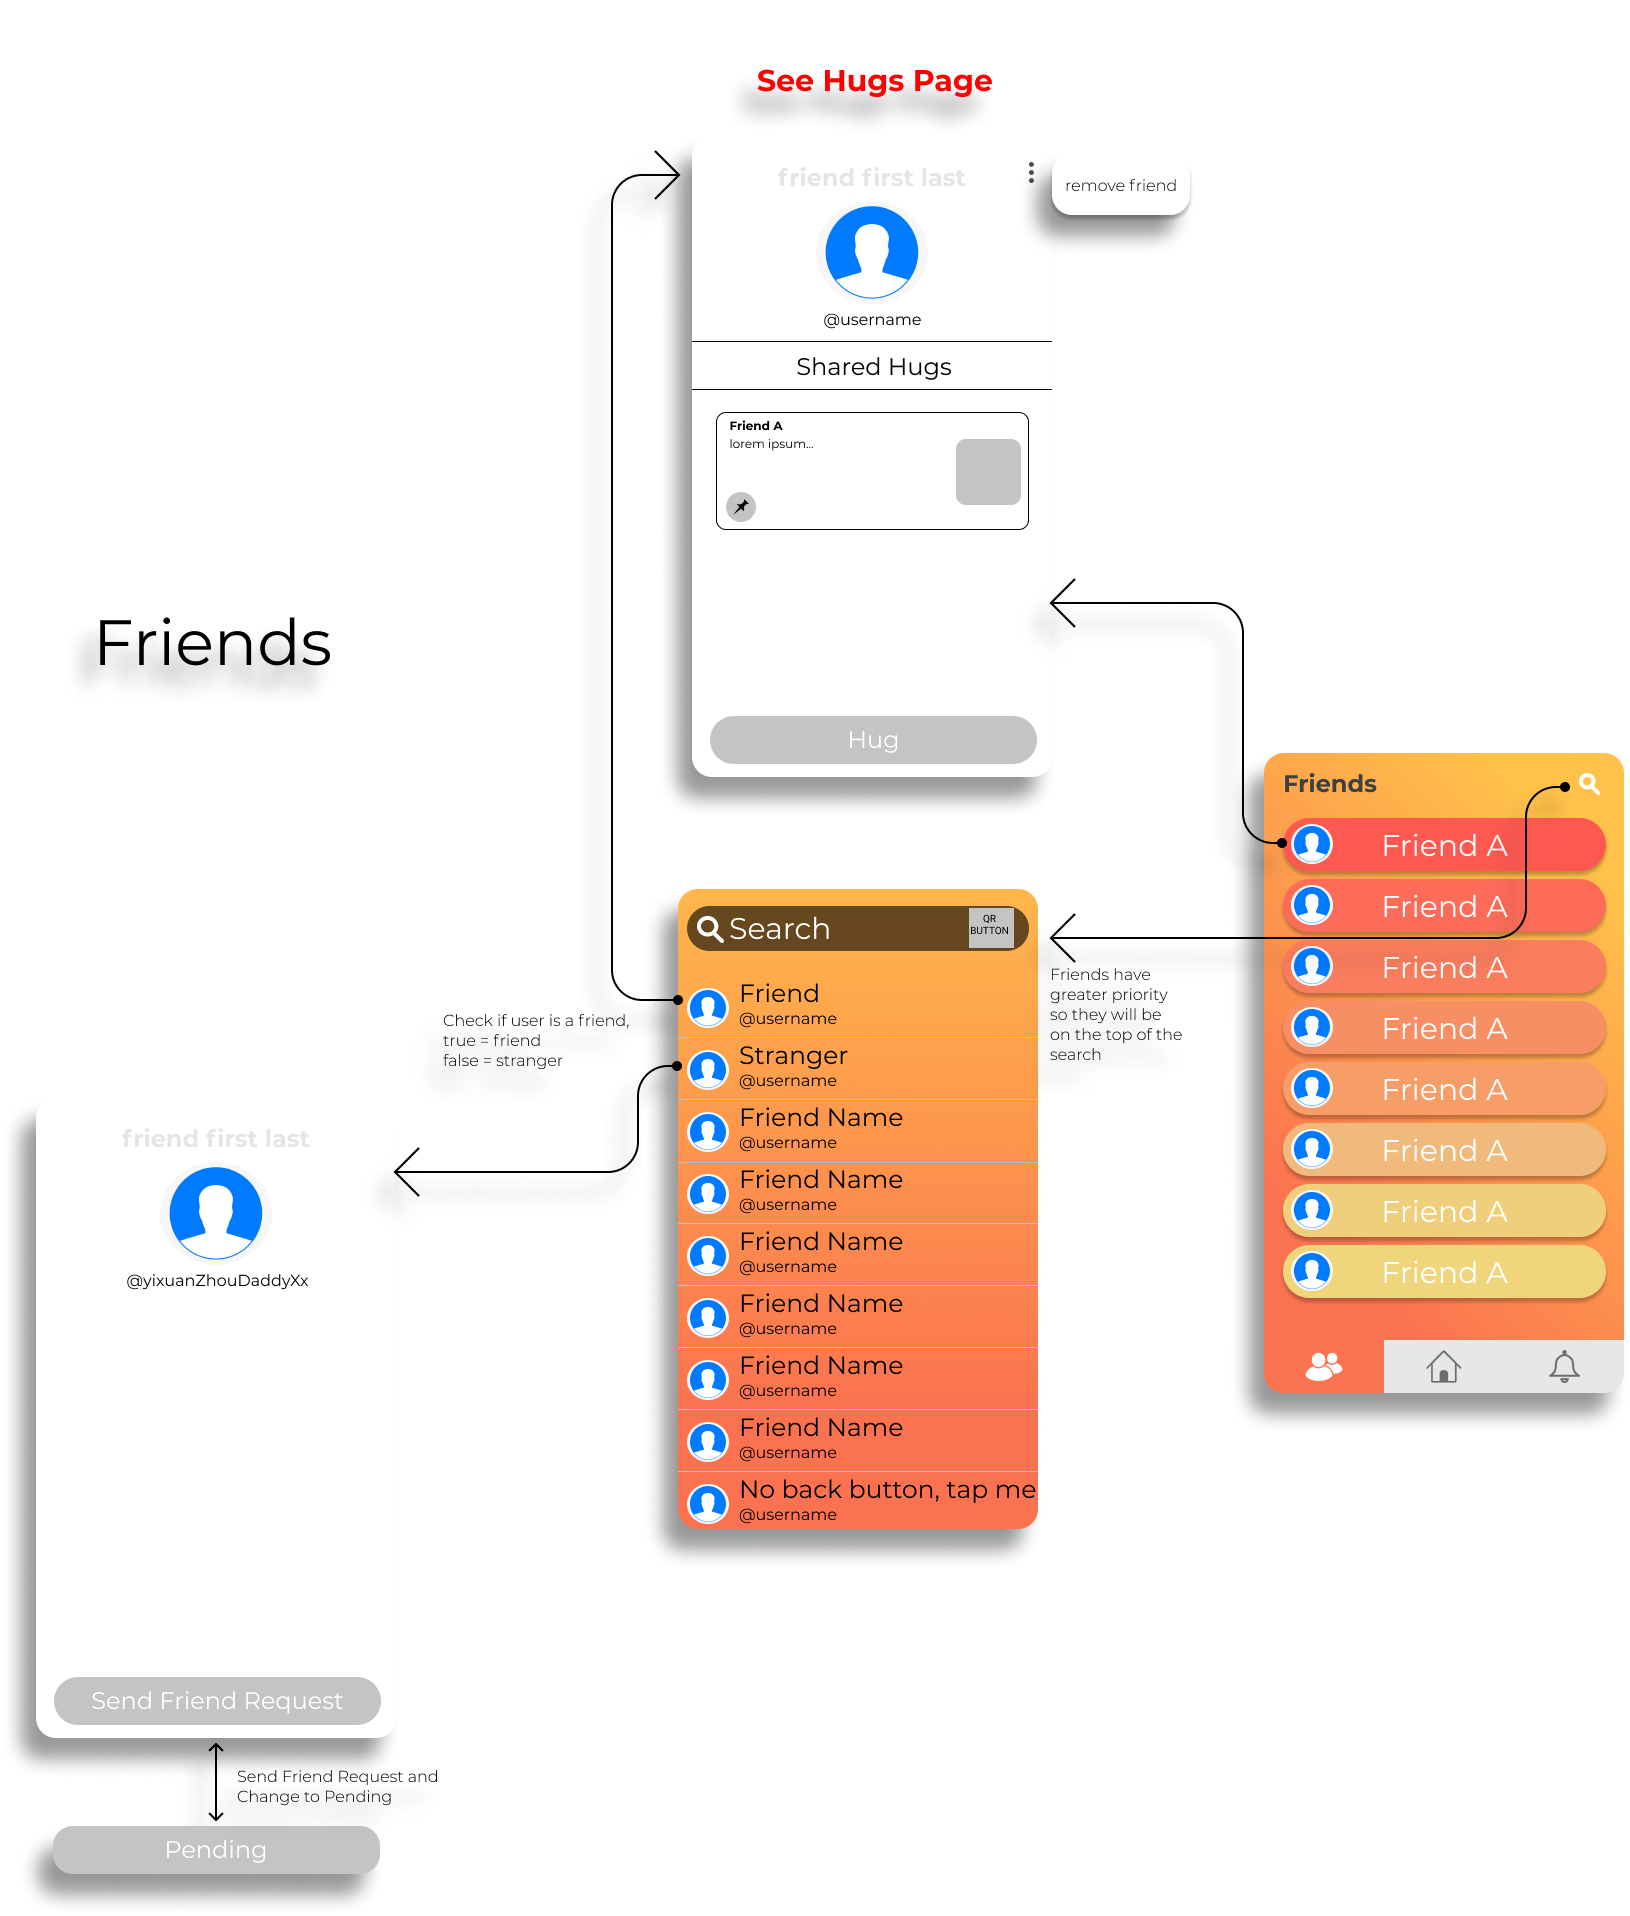 See Hugs Page
friend first last
remove friend
@username
Shared Hugs
Friend A
lorem ipsum...
Hug
Friends
Friends
Friend A
Friend A
Friend A
Friend A
Friend A
Friend A
Friend A
Friend A
Search
QR
BUTTON
Friend
@username
Stranger
@username
Friend Name
@username
Friend Name
@username
Friend Name
@username
Friend Name
@username
Friend Name
@username
Friend Name
@username
No back button, tap me
@username
Friends have
greater priority
so they will be
on the top of the
search
Check if user is a friend,
true = friend
false = stranger
friend first last
@yixuanZhouDaddyXx
Send Friend Request
Send Friend Request and
Change to Pending
Pending